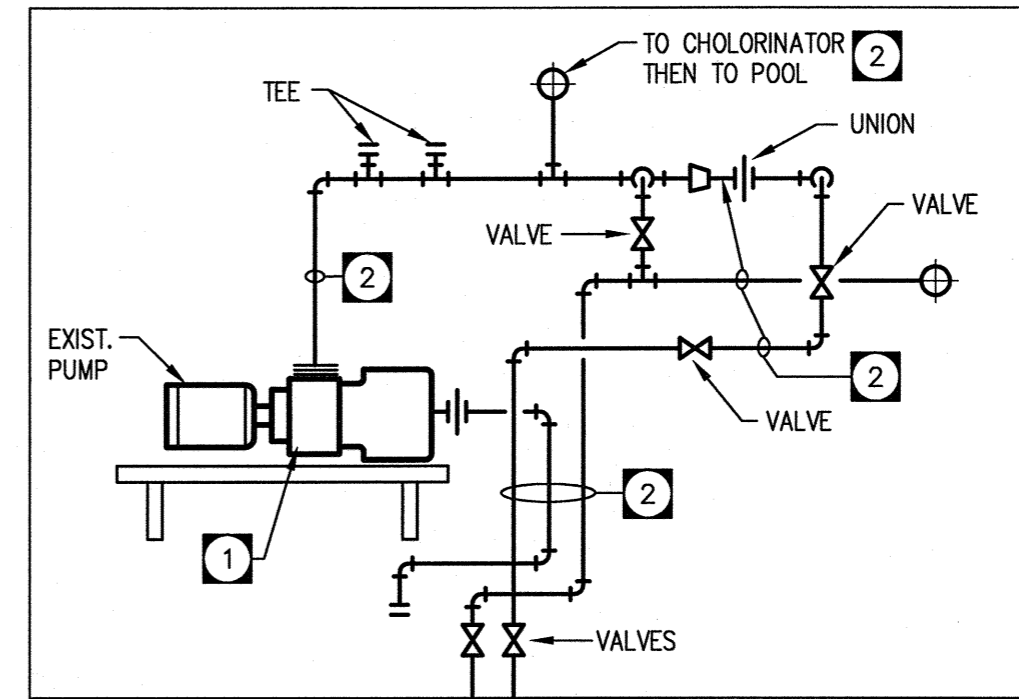 TO CHOLORINATOR
THEN TO POOL
2
TEE
UNION
VALVE
VALVE
2
EXIST.
PUMP
2
VALVE
2
1
VALVES